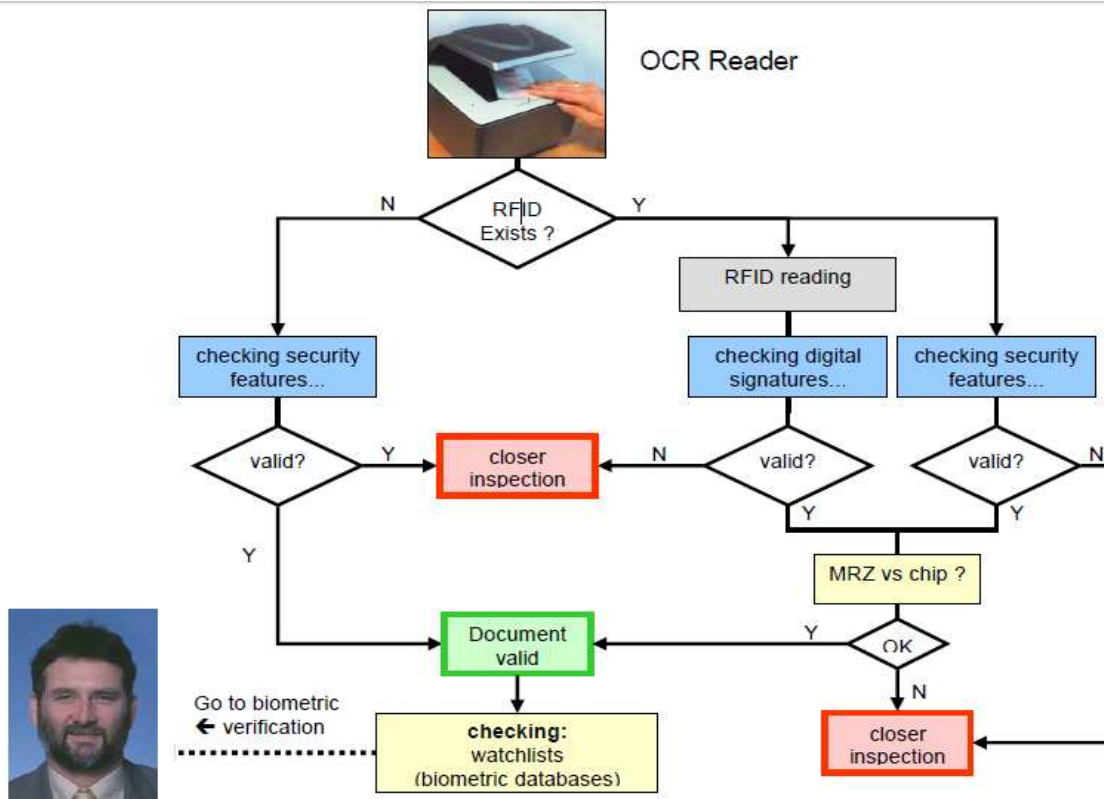 OCR Reader
N
RFID
Exists ?
Y
RFID reading
checking security
features...
checking digital
signatures...
checking security
features...
valid?
Y
closer
inspection
N
valid?
valid?
N
Y
Y
Y
MRZ vs chip ?
Document
valid
Y
OK
N
Go to biometric
← verification
checking:
watchlists
(biometric databases)
closer
inspection